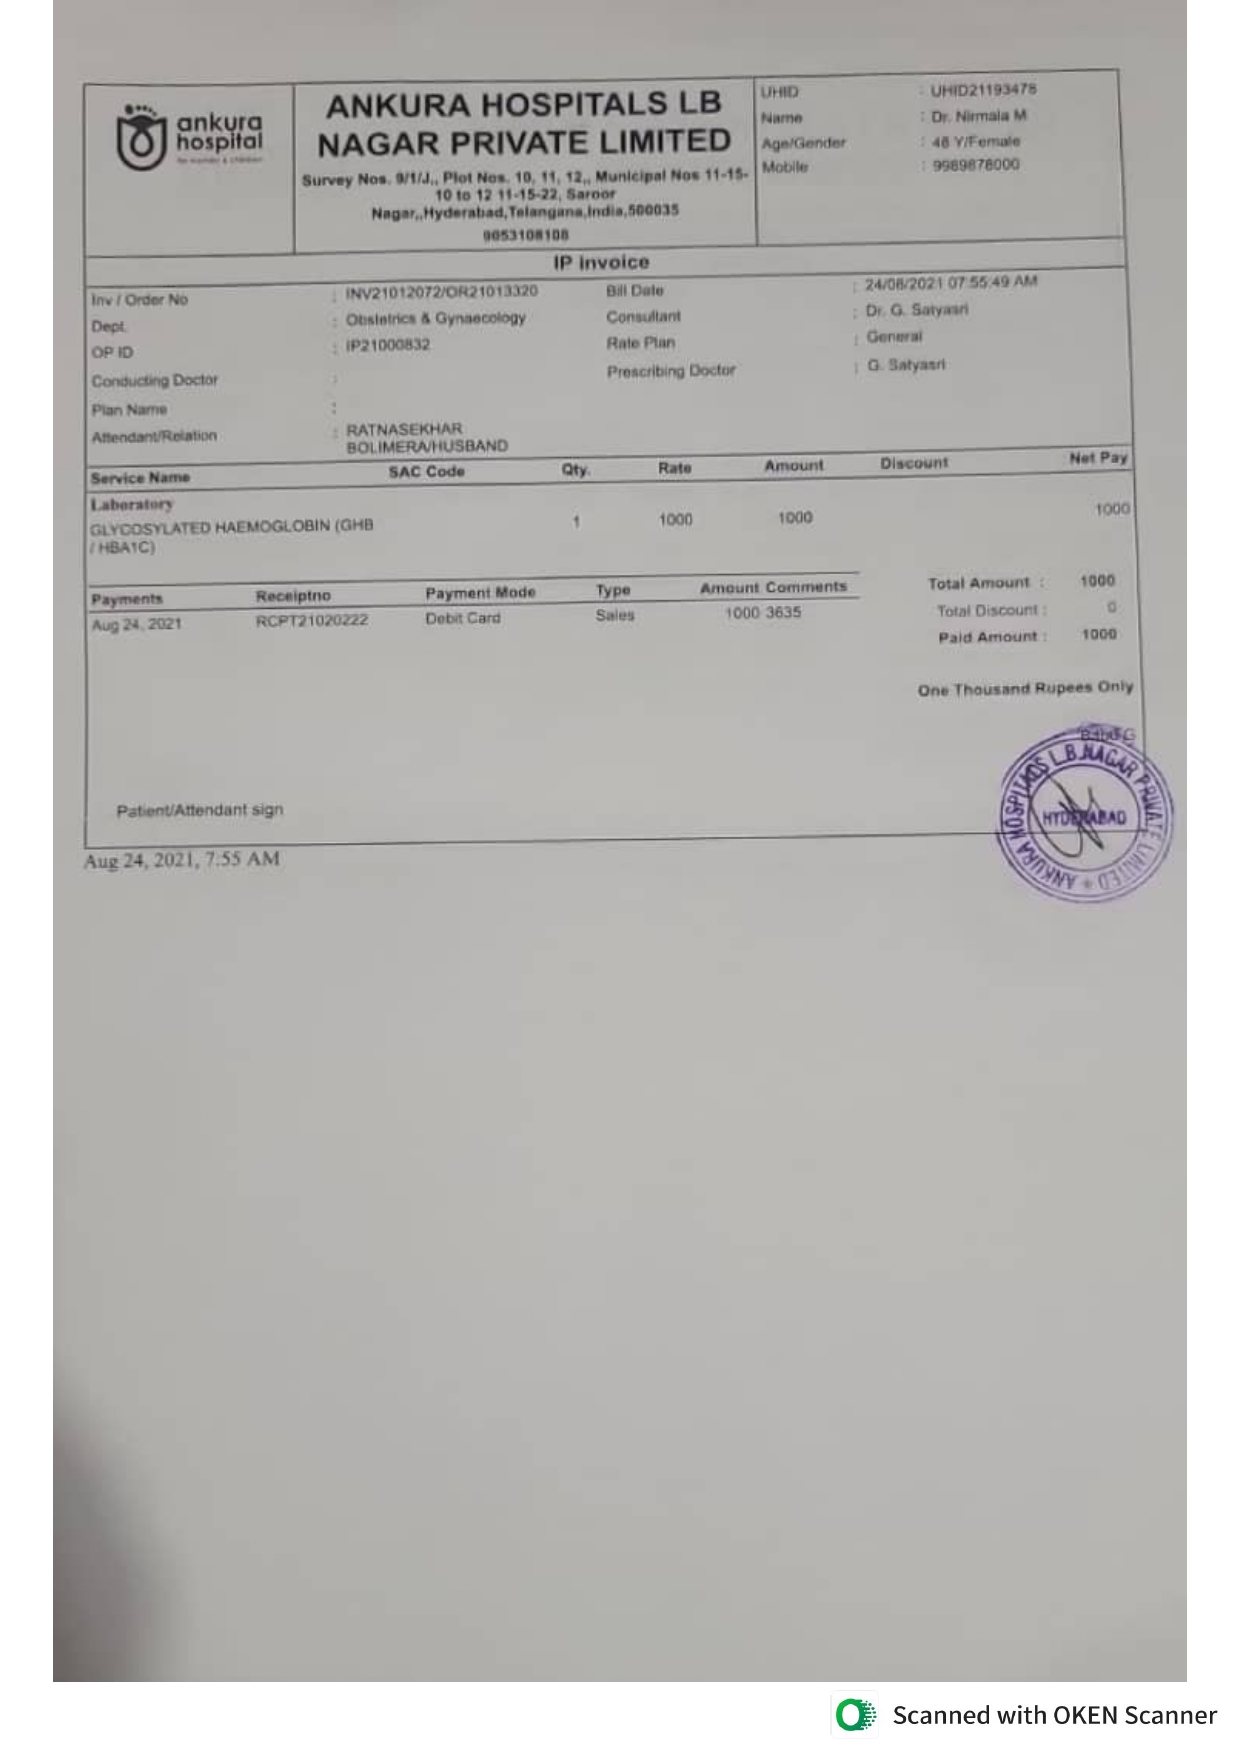 ankura
hospital
for women & children
ANKURA HOSPITALS LB
NAGAR PRIVATE LIMITED
Survey Nos. 9/1/J,, Plot Nos. 10, 11, 12,, Municipal Nos 11-15-
10 to 12 11-15-22, Saroor
Nagar,,Hyderabad,Telangana,India,500035
9053108108
UHID : UHID21193478
Name : Dr. Nirmala M
Age/Gender : 48 Y/Female
Mobile : 9989878000
IP Invoice
Inv / Order No : INV21012072/OR21013320 Bill Date : 24/08/2021 07:55:49 AM
Dept. : Obstetrics & Gynaecology Consultant : Dr. G. Satyasri
OP ID : IP21000832 Rate Plan : General
Conducting Doctor : Prescribing Doctor : G. Satyasri
Plan Name :
Attendant/Relation : RATNASEKHAR
BOLIMERA/HUSBAND
Service Name SAC Code Qty. Rate Amount Discount Net Pay
Laboratory
GLYCOSYLATED HAEMOGLOBIN (GHB 1 1000 1000 1000
/ HBA1C)
Payments Receiptno Payment Mode Type Amount Comments
Aug 24, 2021 RCPT21020222 Debit Card Sales 1000 3635
Total Amount : 1000
Total Discount : 0
Paid Amount : 1000
One Thousand Rupees Only
ANKURA HOSPITALS L.B.NAGAR PRIVATE LIMITED
HYDERABAD
Patient/Attendant sign
Aug 24, 2021, 7:55 AM
Scanned with OKEN Scanner